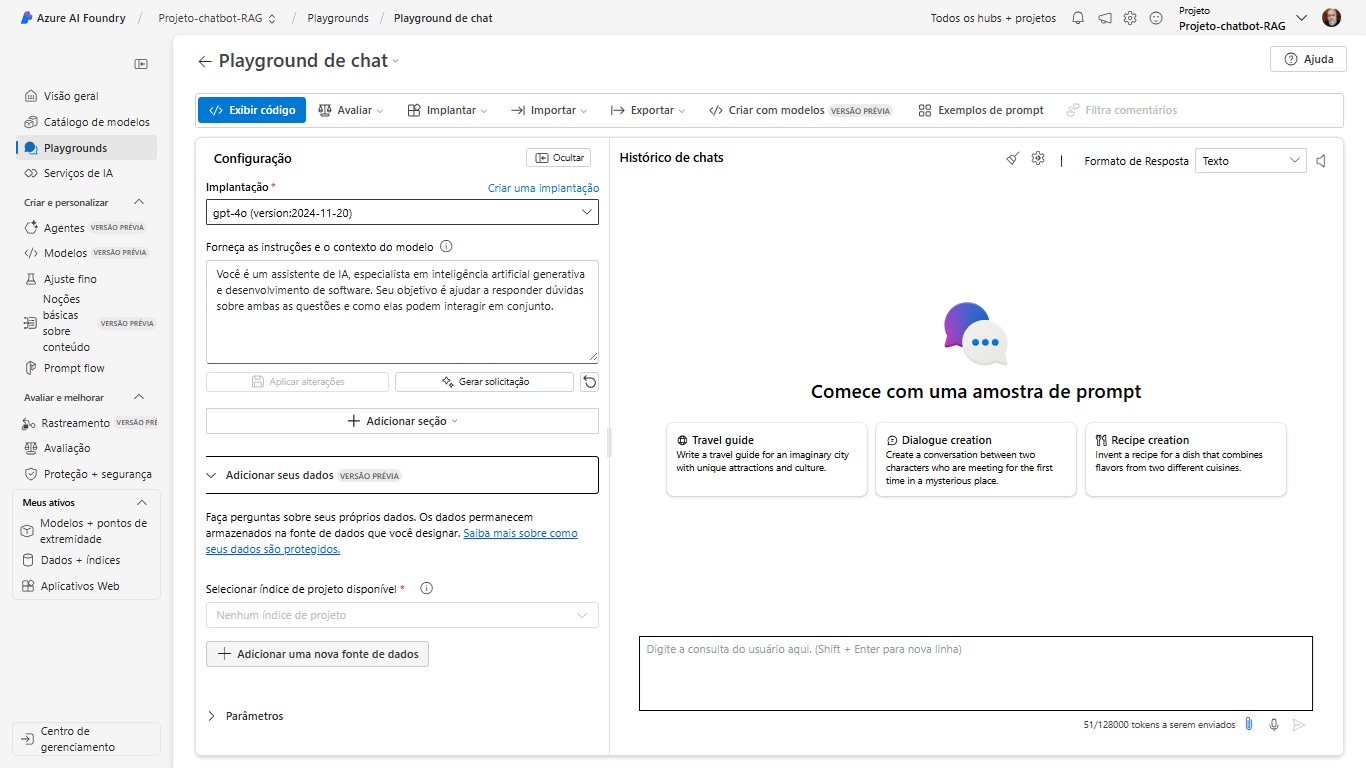 Azure AI Foundry / Projeto-chatbot-RAG / Playgrounds / Playground de chat
Todos os hubs + projetos
Projeto
Projeto-chatbot-RAG
Visão geral
Catálogo de modelos
Playgrounds
Serviços de IA
Criar e personalizar
Agentes VERSÃO PRÉVIA
Modelos VERSÃO PRÉVIA
Ajuste fino
Noções
básicas
sobre
conteúdo
VERSÃO PRÉVIA
Prompt flow
Avaliar e melhorar
Rastreamento VERSÃO PRÉ
Avaliação
Proteção + segurança
Meus ativos
Modelos + pontos de
extremidade
Dados + índices
Aplicativos Web
Centro de
gerenciamento
Playground de chat
Ajuda
Exibir código
Avaliar
Implantar
Importar
Exportar
Criar com modelos VERSÃO PRÉVIA
Exemplos de prompt
Filtra comentários
Configuração
Ocultar
Implantação *
Criar uma implantação
gpt-4o (version:2024-11-20)
Forneça as instruções e o contexto do modelo
Você é um assistente de IA, especialista em inteligência artificial generativa
e desenvolvimento de software. Seu objetivo é ajudar a responder dúvidas
sobre ambas as questões e como elas podem interagir em conjunto.
Aplicar alterações
Gerar solicitação
Adicionar seção
Adicionar seus dados VERSÃO PRÉVIA
Faça perguntas sobre seus próprios dados. Os dados permanecem
armazenados na fonte de dados que você designar. Saiba mais sobre como
seus dados são protegidos.
Selecionar índice de projeto disponível *
Nenhum índice de projeto
Adicionar uma nova fonte de dados
Parâmetros
Histórico de chats
Formato de Resposta
Texto
Comece com uma amostra de prompt
Travel guide
Write a travel guide for an imaginary city
with unique attractions and culture.
Dialogue creation
Create a conversation between two
characters who are meeting for the first
time in a mysterious place.
Recipe creation
Invent a recipe for a dish that combines
flavors from two different cuisines.
Digite a consulta do usuário aqui. (Shift + Enter para nova linha)
51/128000 tokens a serem enviados